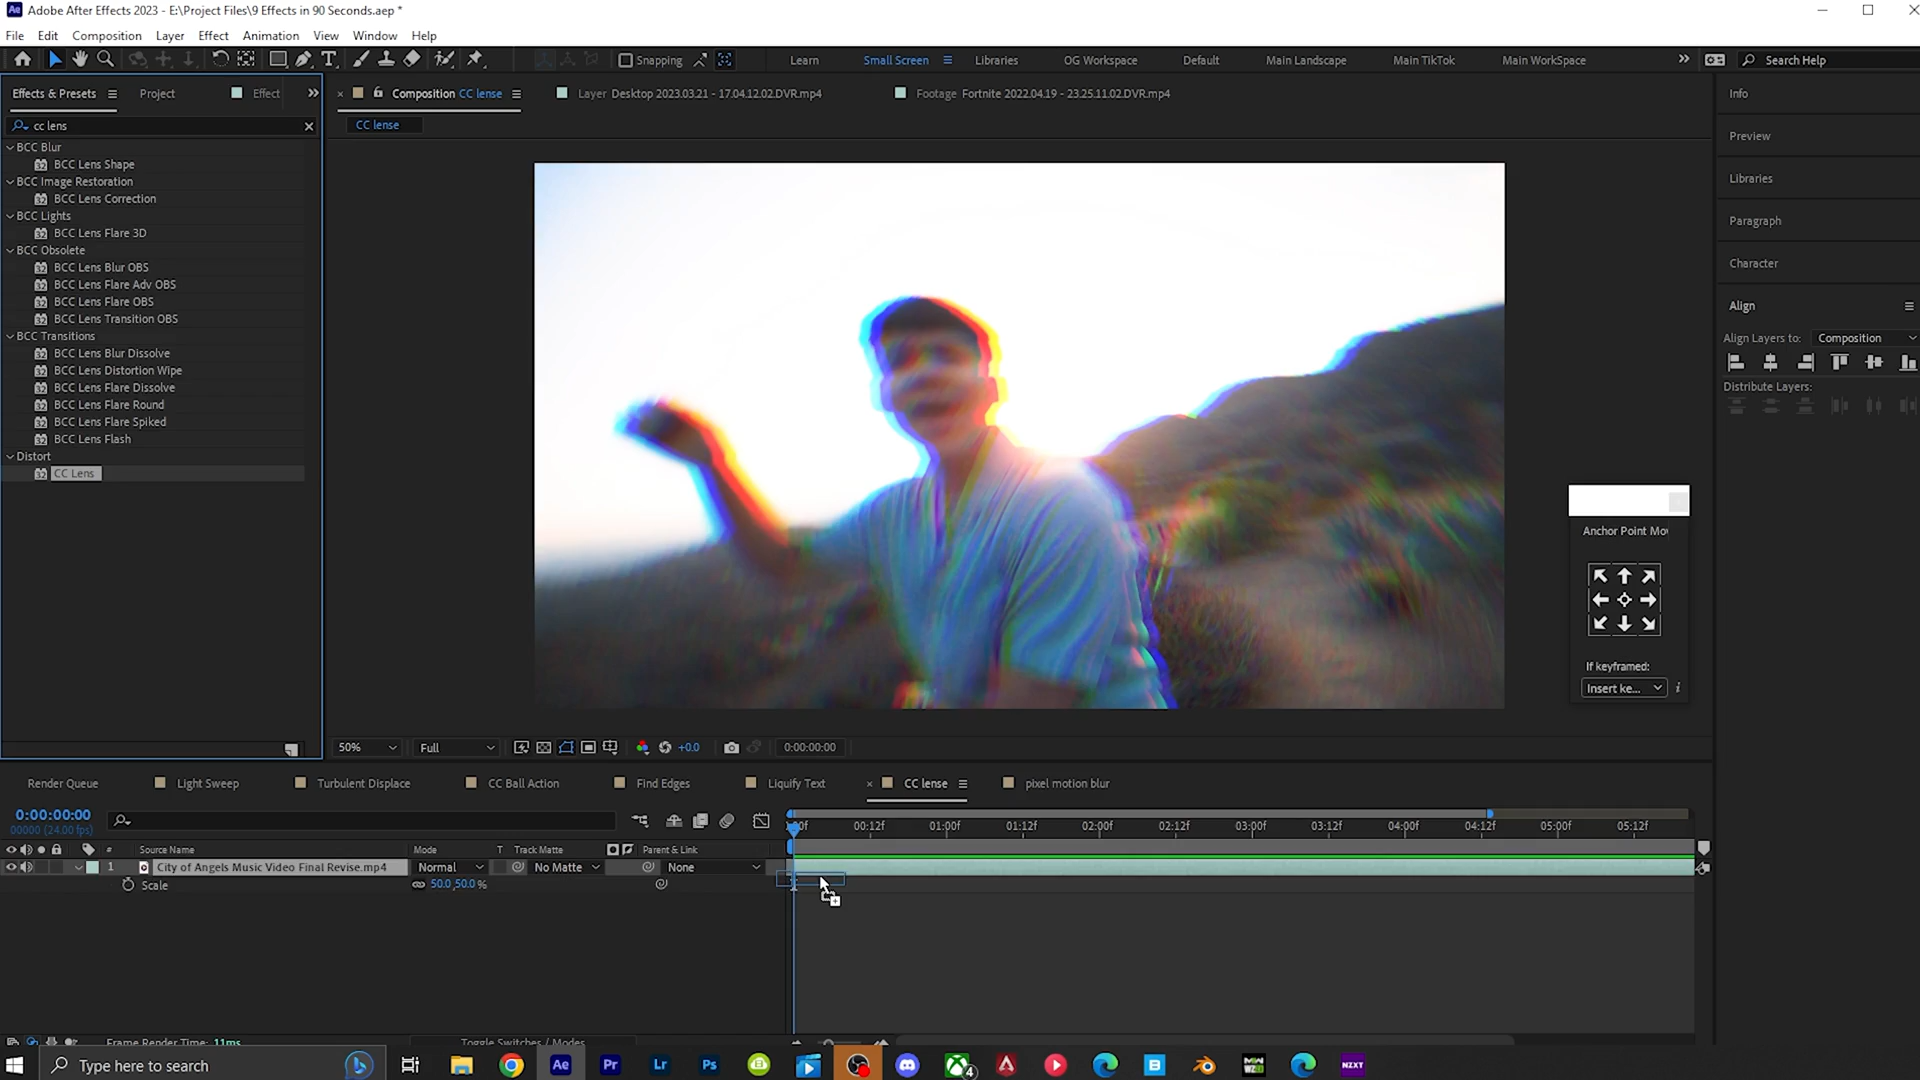 Adobe After Effects 2023 - E:\Project Files\9 Effects in 90 Seconds.aep *
File Edit Composition Layer Effect Animation View Window Help
Snapping Learn Small Screen Libraries OG Workspace Default Main Landscape Main TikTok Main WorkSpace Search Help
Effects & Presets Project Effect
Composition CC lense Layer Desktop 2023.03.21 - 17.04.12.02.DVR.mp4 Footage Fortnite 2022.04.19 - 23.25.11.02.DVR.mp4
Info
cc lens
CC lense
Preview
BCC Blur
BCC Lens Shape
BCC Image Restoration
Libraries
BCC Lens Correction
BCC Lights
Paragraph
BCC Lens Flare 3D
BCC Obsolete
Character
BCC Lens Blur OBS
BCC Lens Flare Adv OBS
BCC Lens Flare OBS
Align
BCC Lens Transition OBS
BCC Transitions
Align Layers to: Composition
BCC Lens Blur Dissolve
BCC Lens Distortion Wipe
BCC Lens Flare Dissolve
Distribute Layers:
BCC Lens Flare Round
BCC Lens Flare Spiked
BCC Lens Flash
Distort
CC Lens
Anchor Point Mo
If keyframed:
Insert ke...
50% Full +0.0 0:00:00:00
Render Queue Light Sweep Turbulent Displace CC Ball Action Find Edges Liquify Text CC lense pixel motion blur
0:00:00:00
00000 (24.00 fps)
:00f 00:12f 01:00f 01:12f 02:00f 02:12f 03:00f 03:12f 04:00f 04:12f 05:00f 05:12f
# Source Name Mode T Track Matte Parent & Link
1 City of Angels Music Video Final Revise.mp4 Normal No Matte None
Scale 50.0,50.0 %
Frame Render Time: 11ms Toggle Switches / Modes
Type here to search
Ae Pr Lr Ps 4 NZXT